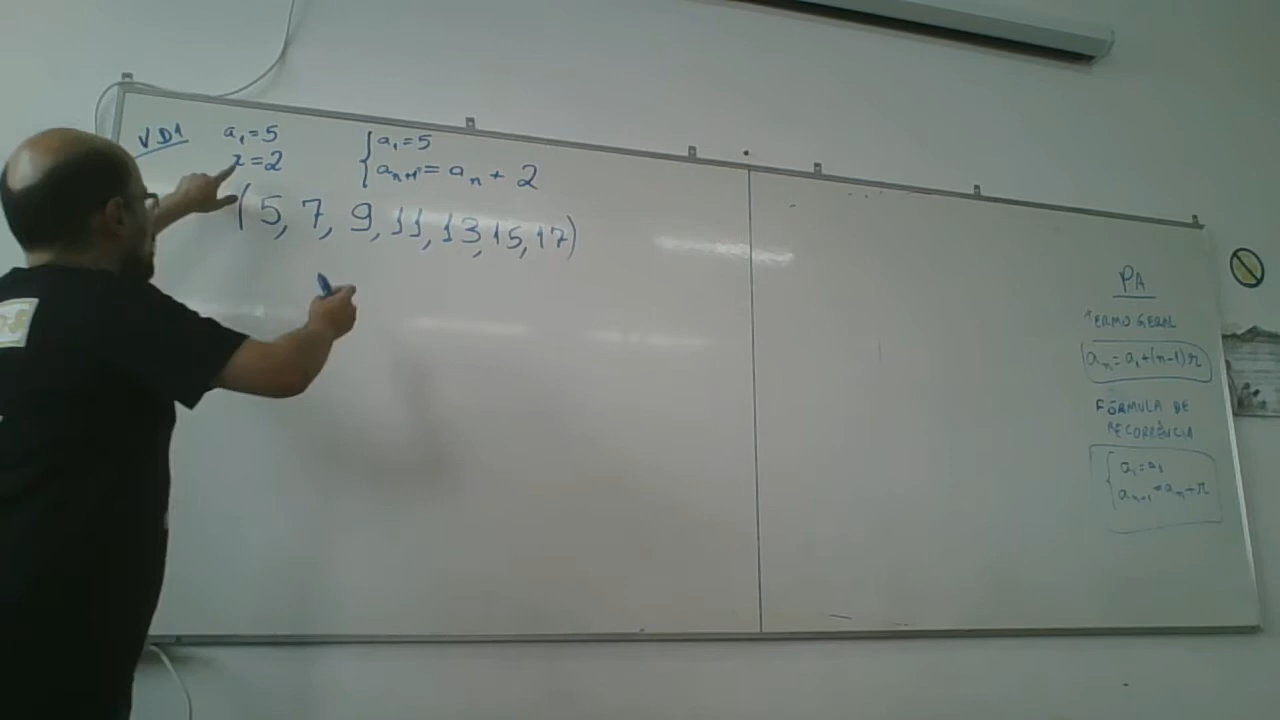 VD1
a₁=5
r=2
{a₁=5
aₙ₊₁=aₙ+2
(5, 7, 9, 11, 13, 15, 17)
PA
TERMO GERAL
aₙ=a₁+(n-1)r
FÓRMULA DE
RECORRÊNCIA
{a₁=a₁
aₙ₊₁=aₙ+r